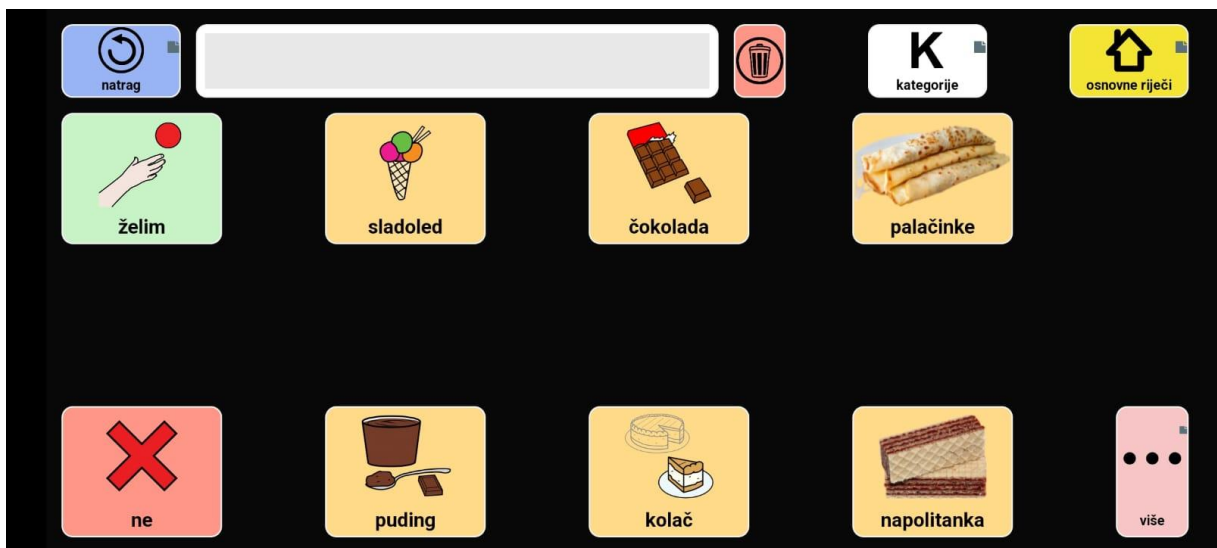 natrag
K
kategorije
osnovne riječi
želim
sladoled
čokolada
palačinke
ne
puding
kolač
napolitanka
više